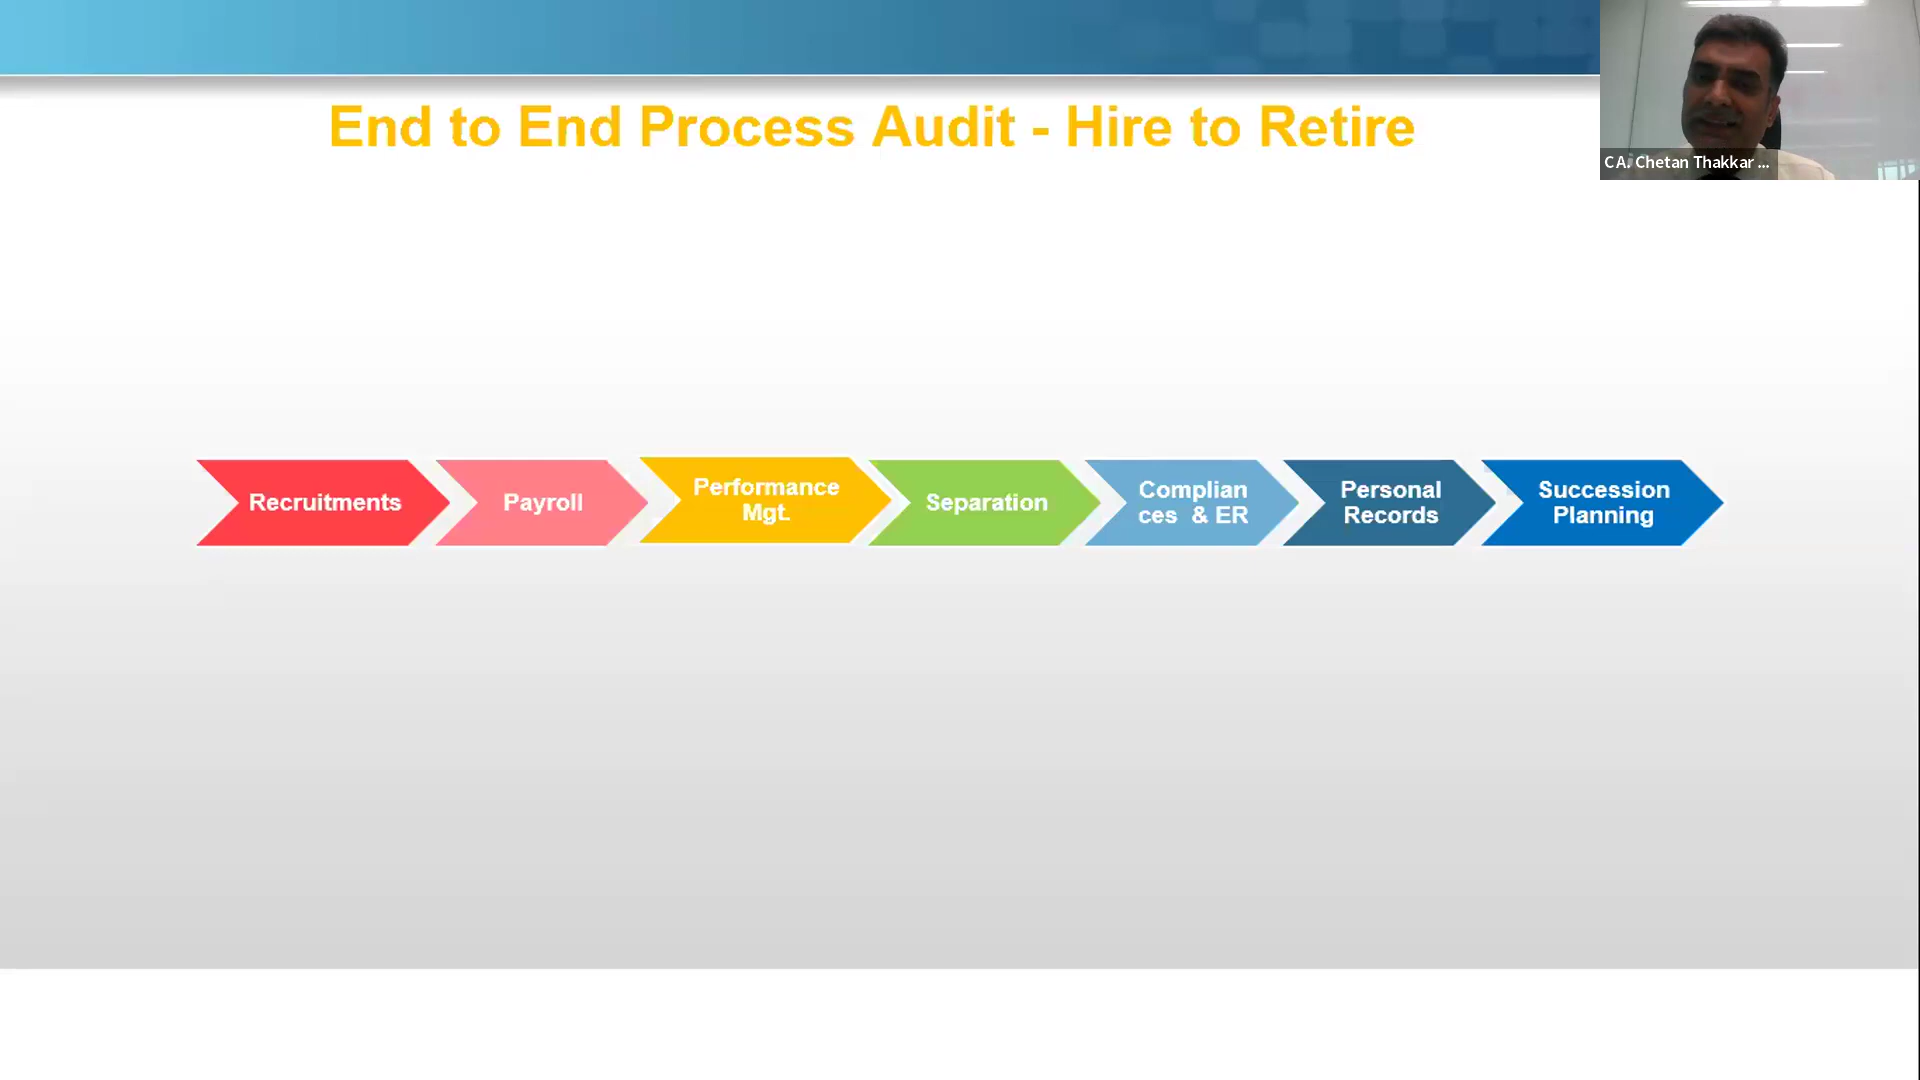 End to End Process Audit - Hire to Retire
CA. Chetan Thakkar ...
Recruitments
Payroll
Performance
Mgt.
Separation
Complian
ces & ER
Personal
Records
Succession
Planning